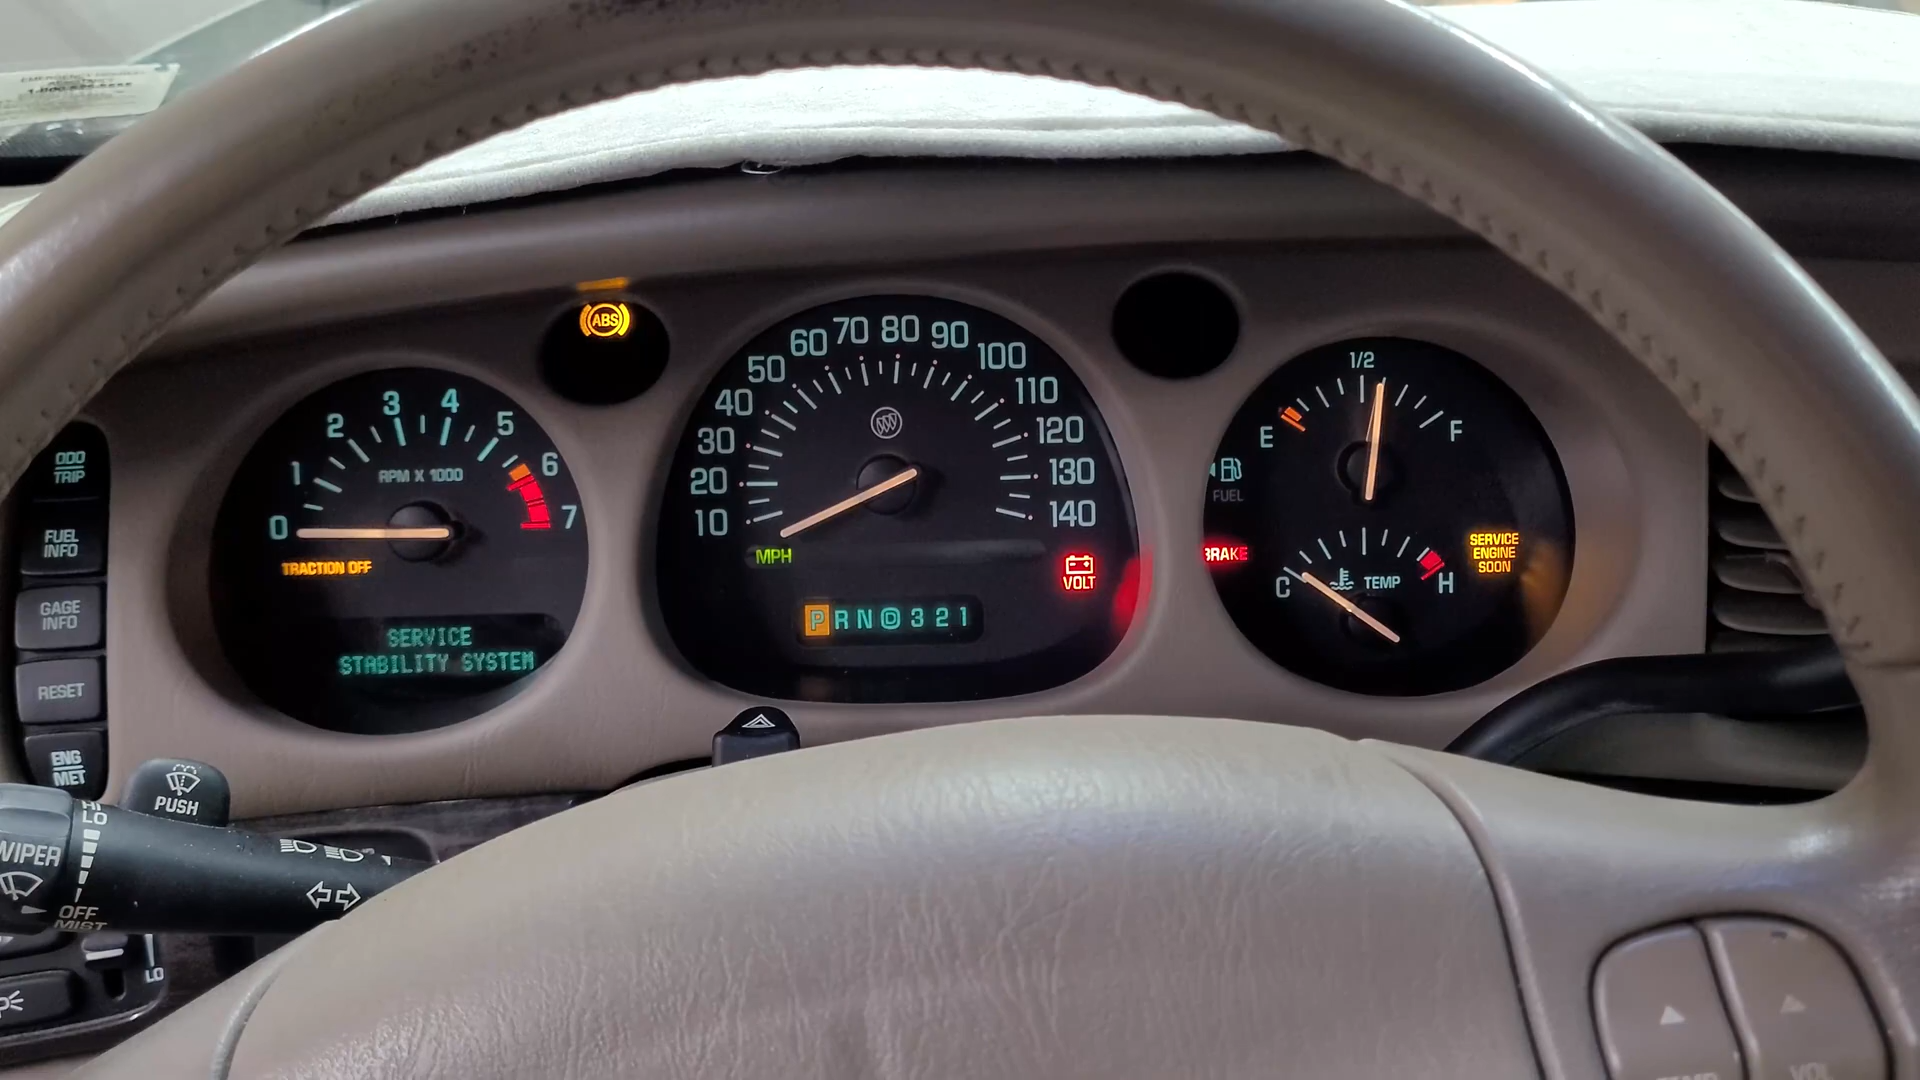 ABS
0
1
2
3
4
5
6
7
RPM X 1000
TRACTION OFF
SERVICE
STABILITY SYSTEM
10
20
30
40
50
60
70
80
90
100
110
120
130
140
MPH
VOLT
P R N D 3 2 1
1/2
E
F
FUEL
BRAKE
C
TEMP
H
SERVICE
ENGINE
SOON
ODO
TRIP
FUEL
INFO
GAGE
INFO
RESET
ENG
MET
PUSH
HI
LO
WIPER
OFF
MIST
LO
VOL